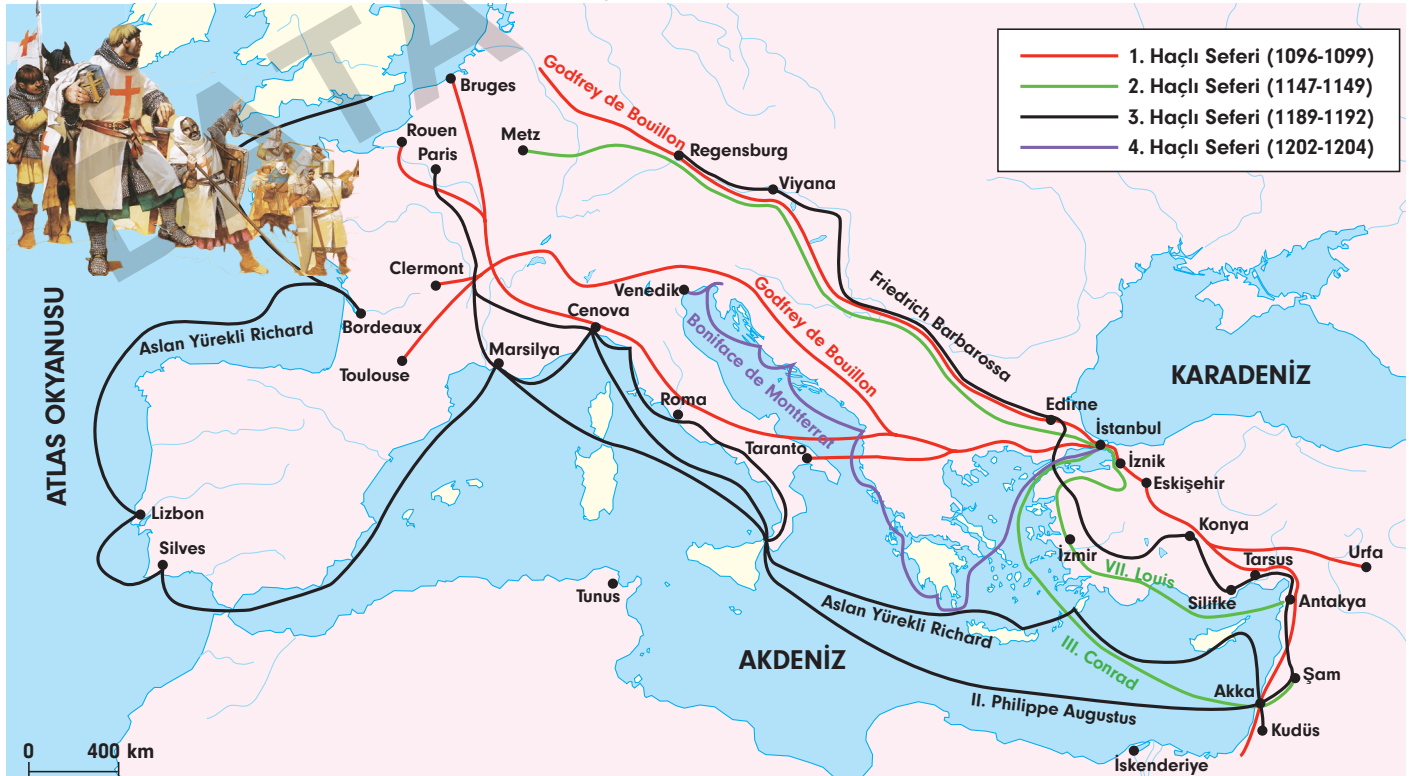 1. Haçlı Seferi (1096-1099)
2. Haçlı Seferi (1147-1149)
3. Haçlı Seferi (1189-1192)
4. Haçlı Seferi (1202-1204)
Bruges
Godfrey de Bouillon
Rouen
Paris
Metz
Regensburg
Viyana
Clermont
Venedik
Cenova
Bordeaux
Aslan Yürekli Richard
ATLAS OKYANUSU
Toulouse
Marsilya
Godfrey de Bouillon
Boniface de Montferrat
Friedrich Barbarossa
KARADENİZ
Roma
Edirne
İstanbul
Taranto
İznik
Eskişehir
Lizbon
Silves
Konya
İzmir
Tarsus
Urfa
VII. Louis
Silifke
Antakya
Tunus
Aslan Yürekli Richard
AKDENİZ
III. Conrad
Şam
Akka
II. Philippe Augustus
Kudüs
İskenderiye
0 400 km
DATA